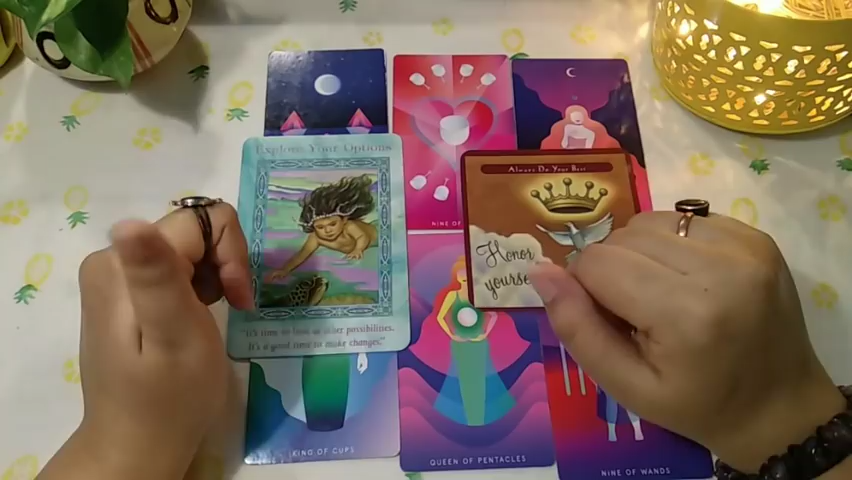 Explore Your Options
Always Do Your Best
NINE OF
Honor
yourse
"It's time to look at other possibilities.
It's a good time to make changes."
KING OF CUPS
QUEEN OF PENTACLES
NINE OF WANDS